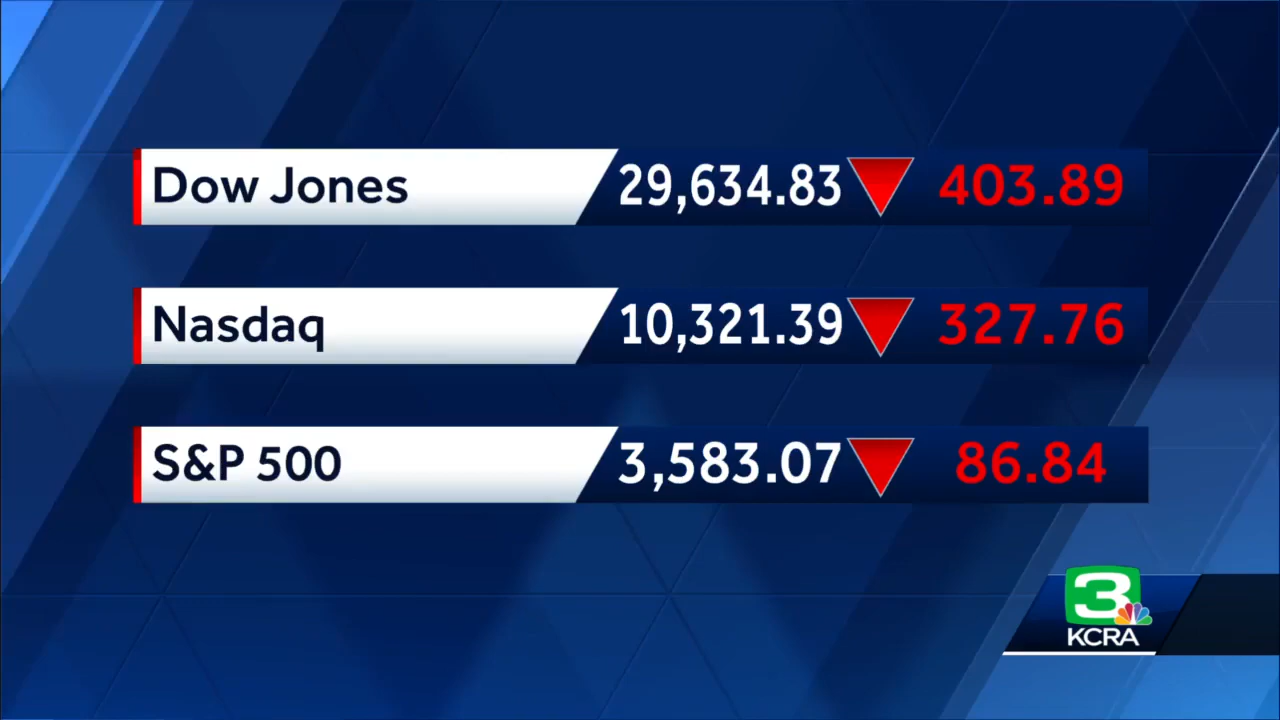 Dow Jones 29,634.83 403.89
Nasdaq 10,321.39 327.76
S&P 500 3,583.07 86.84
3
KCRA